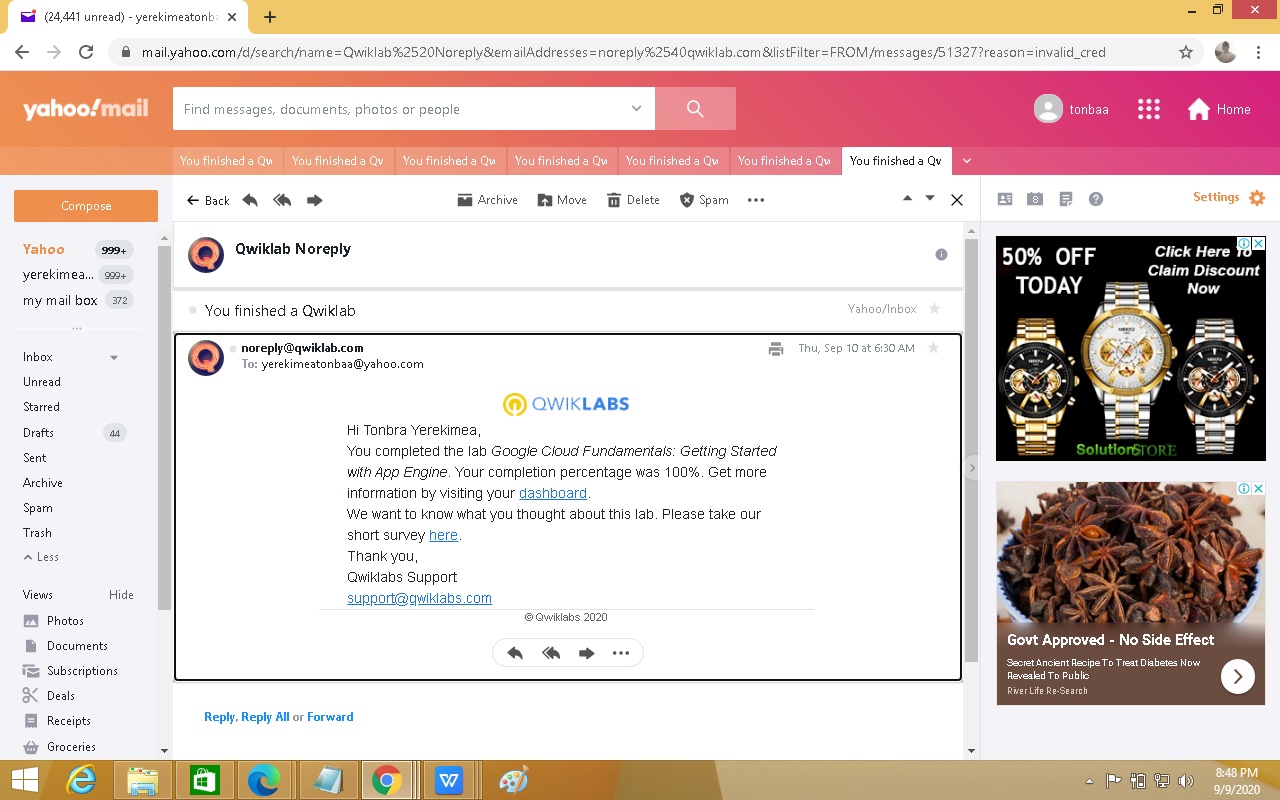 (24,441 unread) - yerekimeatonba
mail.yahoo.com/d/search/name=Qwiklab%2520Noreply&emailAddresses=noreply%2540qwiklab.com&listFilter=FROM/messages/51327?reason=invalid_cred
yahoo!mail
Find messages, documents, photos or people
tonbaa
Home
You finished a Qw
You finished a Qw
You finished a Qw
You finished a Qw
You finished a Qw
You finished a Qw
You finished a Qw
Compose
Back
Archive
Move
Delete
Spam
Settings
Yahoo 999+
yerekimea... 999+
my mail box 372
Inbox
Unread
Starred
Drafts 44
Sent
Archive
Spam
Trash
Less
Views Hide
Photos
Documents
Subscriptions
Deals
Receipts
Groceries
Qwiklab Noreply
You finished a Qwiklab
Yahoo/Inbox
noreply@qwiklab.com
Thu, Sep 10 at 6:30 AM
To: yerekimeatonbaa@yahoo.com
QWIKLABS
Hi Tonbra Yerekimea,
You completed the lab Google Cloud Fundamentals: Getting Started
with App Engine. Your completion percentage was 100%. Get more
information by visiting your dashboard.
We want to know what you thought about this lab. Please take our
short survey here.
Thank you,
Qwiklabs Support
support@qwiklabs.com
© Qwiklabs 2020
Reply, Reply All or Forward
8
50% OFF
TODAY
Click Here To
Claim Discount
Now
Solution STORE
Govt Approved - No Side Effect
Secret Ancient Recipe To Treat Diabetes Now
Revealed To Public
River Life Re-Search
W
8:48 PM
9/9/2020